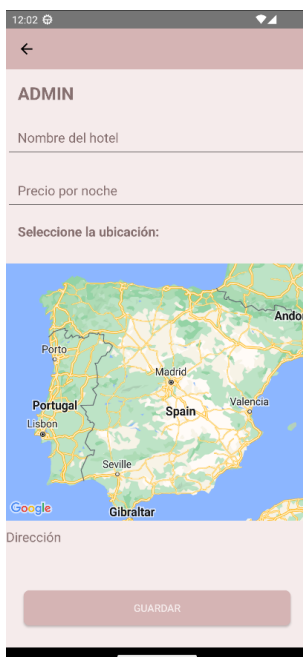 12:02
ADMIN
Nombre del hotel
Precio por noche
Seleccione la ubicación:
Ando
Porto
Madrid
Portugal
Spain
Valencia
Lisbon
Seville
Google
Gibraltar
Dirección
GUARDAR